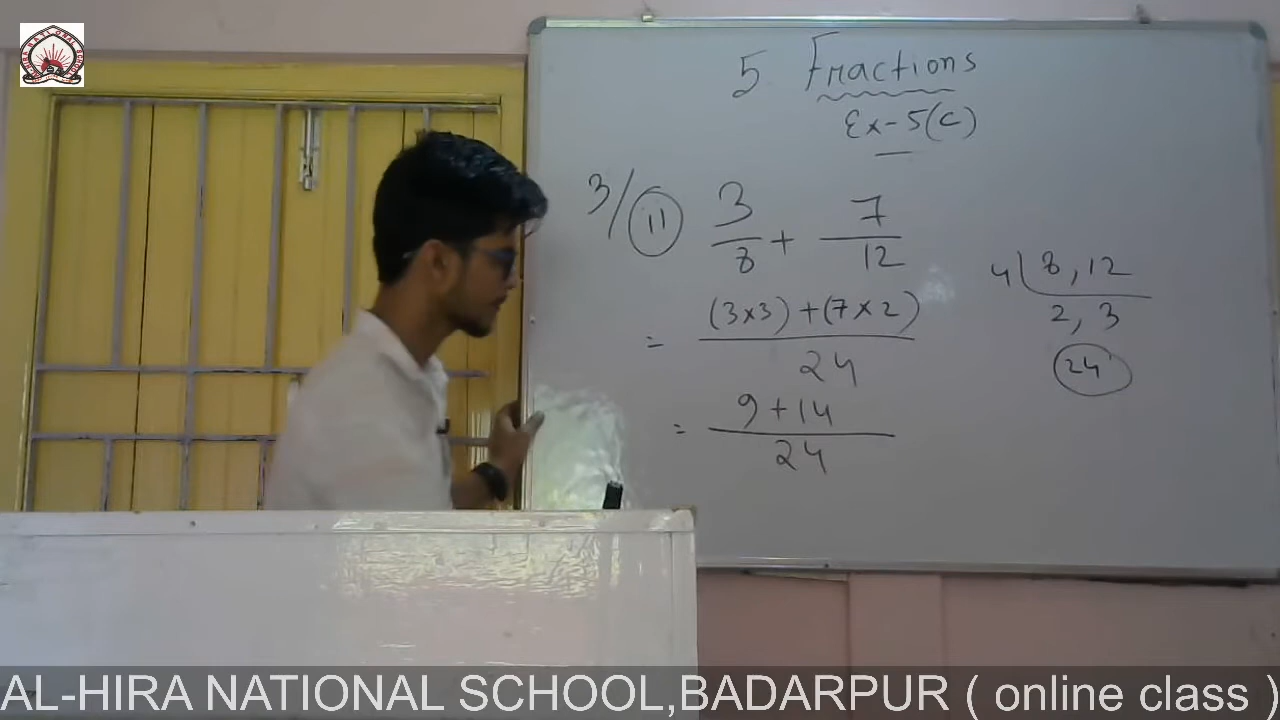 5 Fractions
Ex-5(c)
3/ (11) 3/8 + 7/12
= (3x3)+(7x2)/24
= 9+14/24
4 8, 12
2, 3
24
AL-HIRA NATIONAL SCHOOL,BADARPUR ( online class )